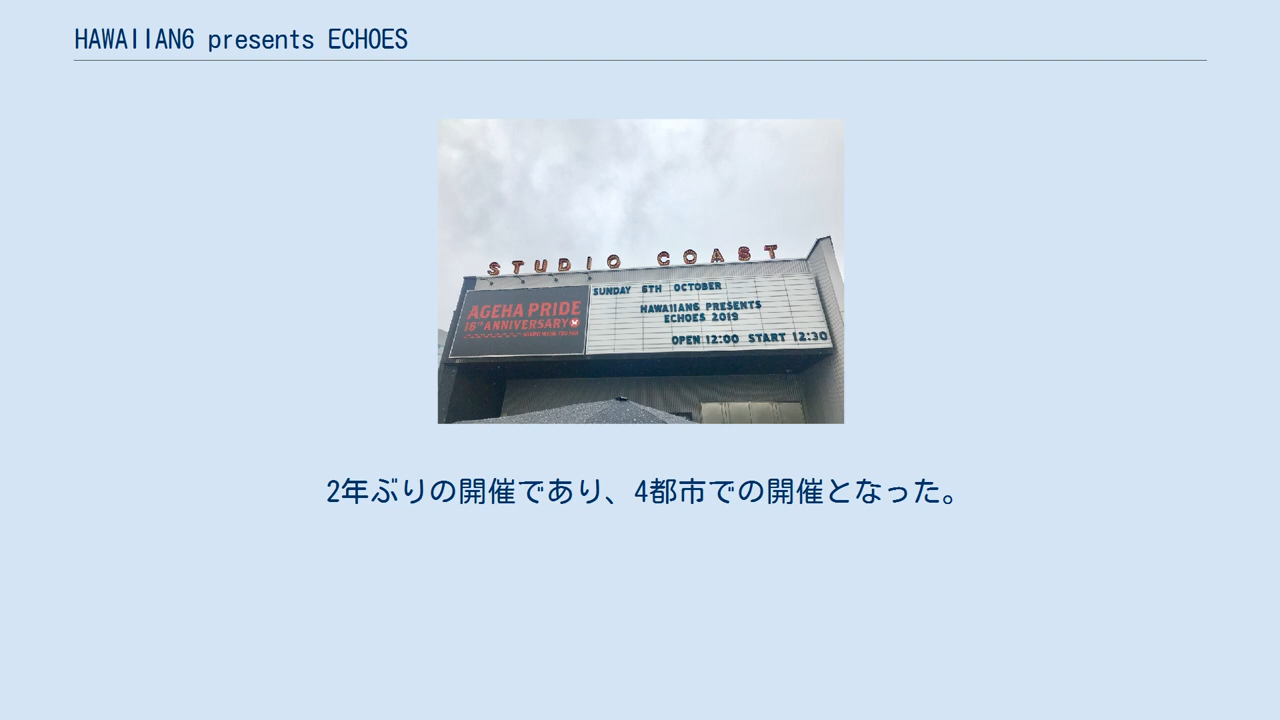 HAWAIIAN6 presents ECHOES
STUDIO COAST
SUNDAY 6TH OCTOBER
AGEHA PRIDE
HAWAIIAN6 PRESENTS
16TH ANNIVERSARY
ECHOES 2019
OPEN 12:00 START 12:30
2年ぶりの開催であり、4都市での開催となった。